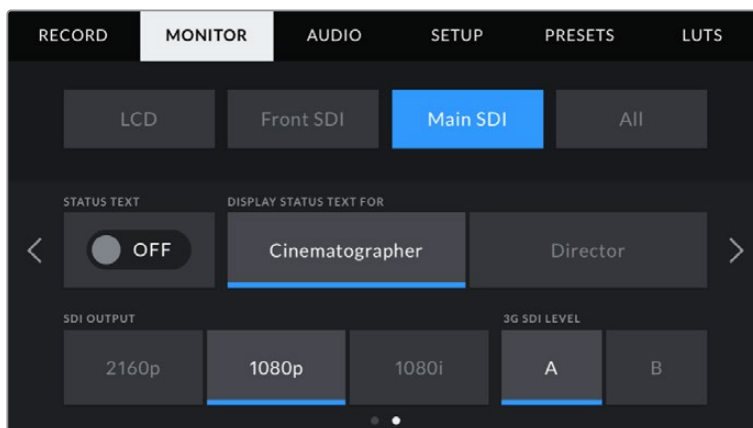 RECORD MONITOR AUDIO SETUP PRESETS LUTS
LCD Front SDI Main SDI All
STATUS TEXT DISPLAY STATUS TEXT FOR
OFF Cinematographer Director
SDI OUTPUT 3G SDI LEVEL
2160p 1080p 1080i A B